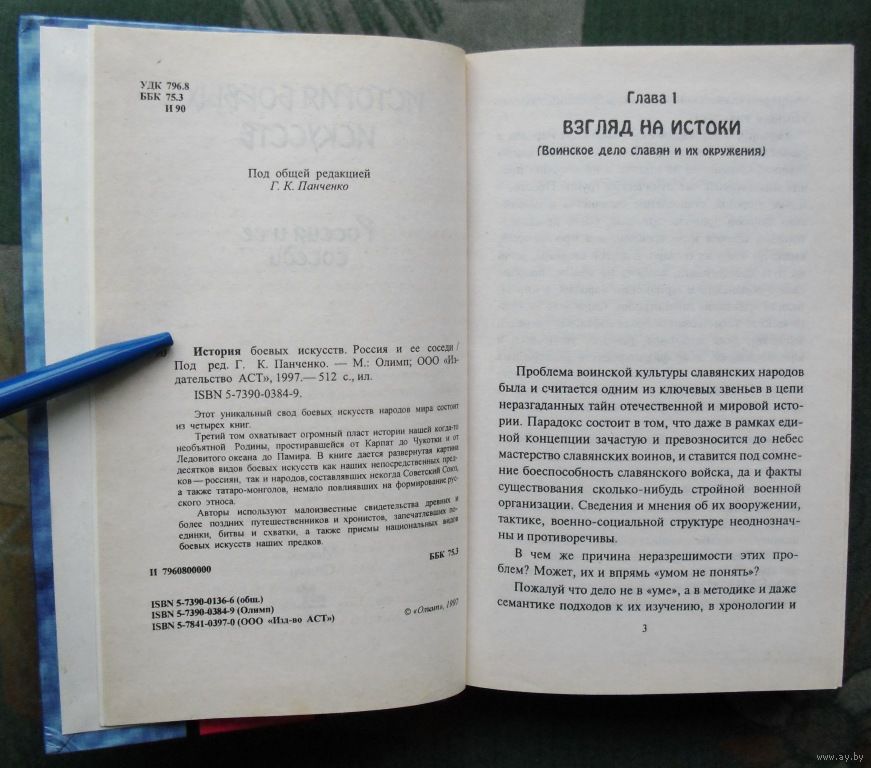 УДК 796.8
ББК 75.3
И 90
Под общей редакцией
Г. К. Панченко
История боевых искусств. Россия и ее соседи /
Под ред. Г. К. Панченко. — М.: Олимп; ООО «Из-
дательство АСТ», 1997.— 512 с., ил.
ISBN 5-7390-0384-9.
Этот уникальный свод боевых искусств народов мира состоит
из четырех книг.
Третий том охватывает огромный пласт истории нашей когда-то
необъятной Родины, простиравшейся от Карпат до Чукотки и от
Ледовитого океана до Памира. В книге дается развернутая картина
десятков видов боевых искусств как наших непосредственных пред-
ков — россиян, так и народов, составлявших некогда Советский Союз,
а также татаро-монголов, немало повлиявших на формирование рус-
ского этноса.
Авторы используют малоизвестные свидетельства древних и
более поздних путешественников и хронистов, запечатлевших по-
единки, битвы и схватки, а также приемы национальных видов
боевых искусств наших предков.
ББК 75.3
И 7960800000
ISBN 5-7390-0136-6 (общ.)
ISBN 5-7390-0384-9 (Олимп)
ISBN 5-7841-0397-0 (ООО «Изд-во АСТ»)
© «Олимп», 1997
Глава 1
ВЗГЛЯД НА ИСТОКИ
(Воинское дело славян и их окружения)
Проблема воинской культуры славянских народов
была и считается одним из ключевых звеньев в цепи
неразгаданных тайн отечественной и мировой исто-
рии. Парадокс состоит в том, что даже в рамках еди-
ной концепции зачастую и превозносится до небес
мастерство славянских воинов, и ставится под сомне-
ние боеспособность славянского войска, да и факты
существования сколько-нибудь стройной военной
организации. Сведения и мнения об их вооружении,
тактике, военно-социальной структуре неоднознач-
ны и противоречивы.
В чем же причина неразрешимости этих про-
блем? Может, их и впрямь «умом не понять»?
Пожалуй что дело не в «уме», а в методике и даже
семантике подходов к их изучению, в хронологии и
3
www.ay.by